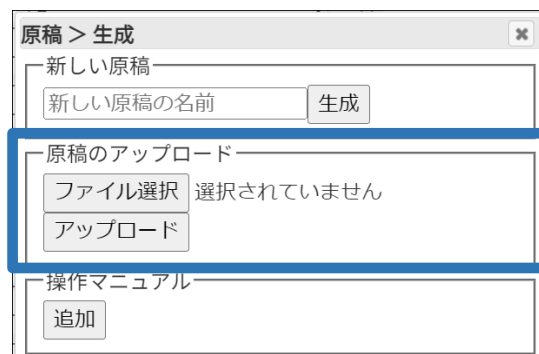 原稿 > 生成
新しい原稿
新しい原稿の名前 生成
原稿のアップロード
ファイル選択 選択されていません
アップロード
操作マニュアル
追加